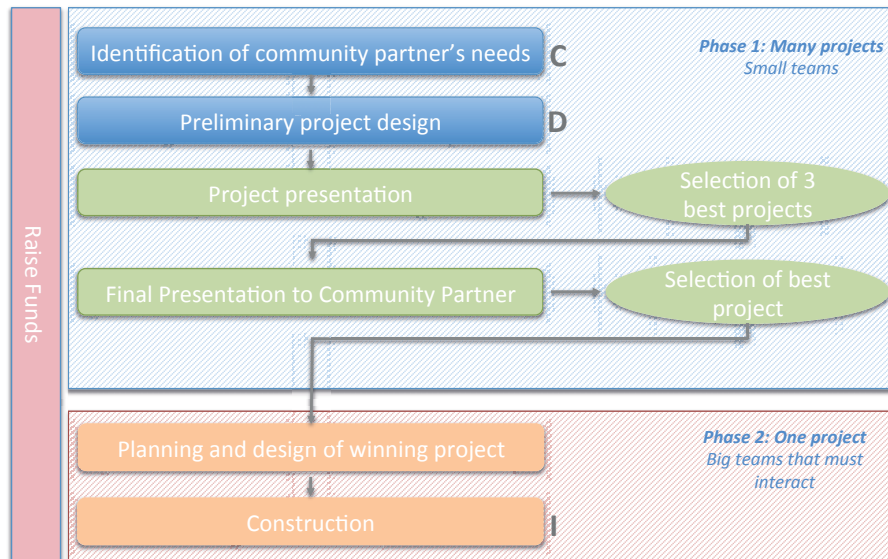 Raise Funds
Identification of community partner's needs
C
Phase 1: Many projects
Small teams
Preliminary project design
D
Project presentation
Selection of 3
best projects
Final Presentation to Community Partner
Selection of best
project
Planning and design of winning project
Phase 2: One project
Big teams that must
interact
Construction
I